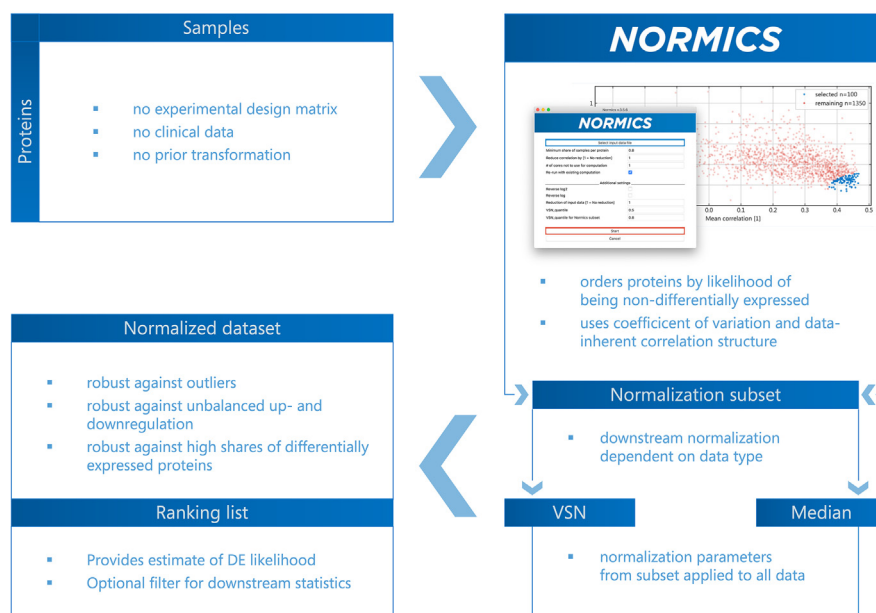 Samples
Proteins
no experimental design matrix
no clinical data
no prior transformation
NORMICS
selected n=100
remaining n=1350
1
0.0 0.1 0.2 0.3 0.4 0.5
Mean correlation [1]
Normics v.0.5.8
NORMICS
Select input data file
Minimum share of samples per protein 0.8
Reduce correlation by [1 = No reduction] 1
# of cores not to use for computation 1
Re-run with existing computation
Additional settings
Reverse log2
Reverse log
Reduction of input data [1 = No reduction] 1
VSN_quantile
VSN_quantile for Normics subset 0.8
Start
Cancel
orders proteins by likelihood of
being non-differentially expressed
uses coefficicent of variation and data-
inherent correlation structure
Normalization subset
downstream normalization
dependent on data type
VSN Median
normalization parameters
from subset applied to all data
Normalized dataset
robust against outliers
robust against unbalanced up- and
downregulation
robust against high shares of differentially
expressed proteins
Ranking list
Provides estimate of DE likelihood
Optional filter for downstream statistics